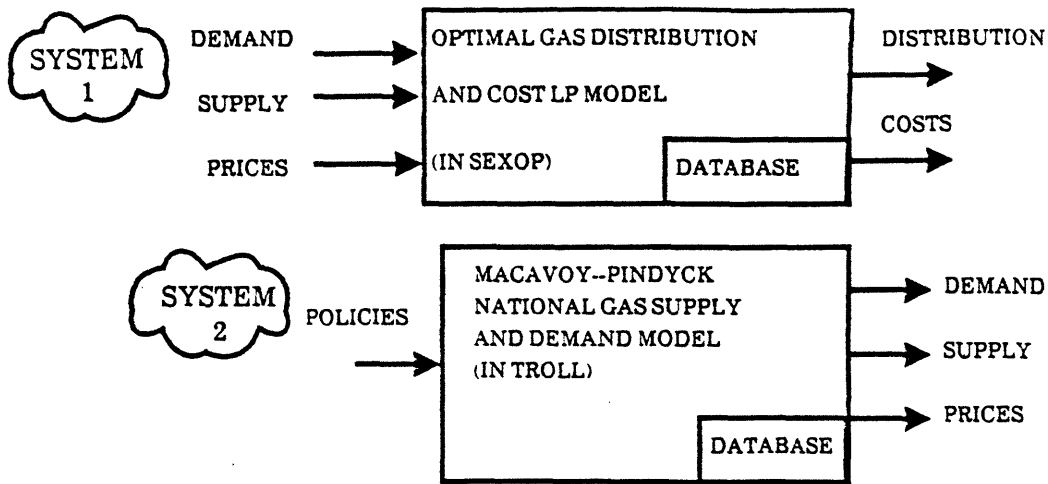 SYSTEM
1
DEMAND
SUPPLY
PRICES
OPTIMAL GAS DISTRIBUTION
AND COST LP MODEL
(IN SEXOP)
DATABASE
DISTRIBUTION
COSTS
SYSTEM
2
POLICIES
MACAVOY--PINDYCK
NATIONAL GAS SUPPLY
AND DEMAND MODEL
(IN TROLL)
DATABASE
DEMAND
SUPPLY
PRICES